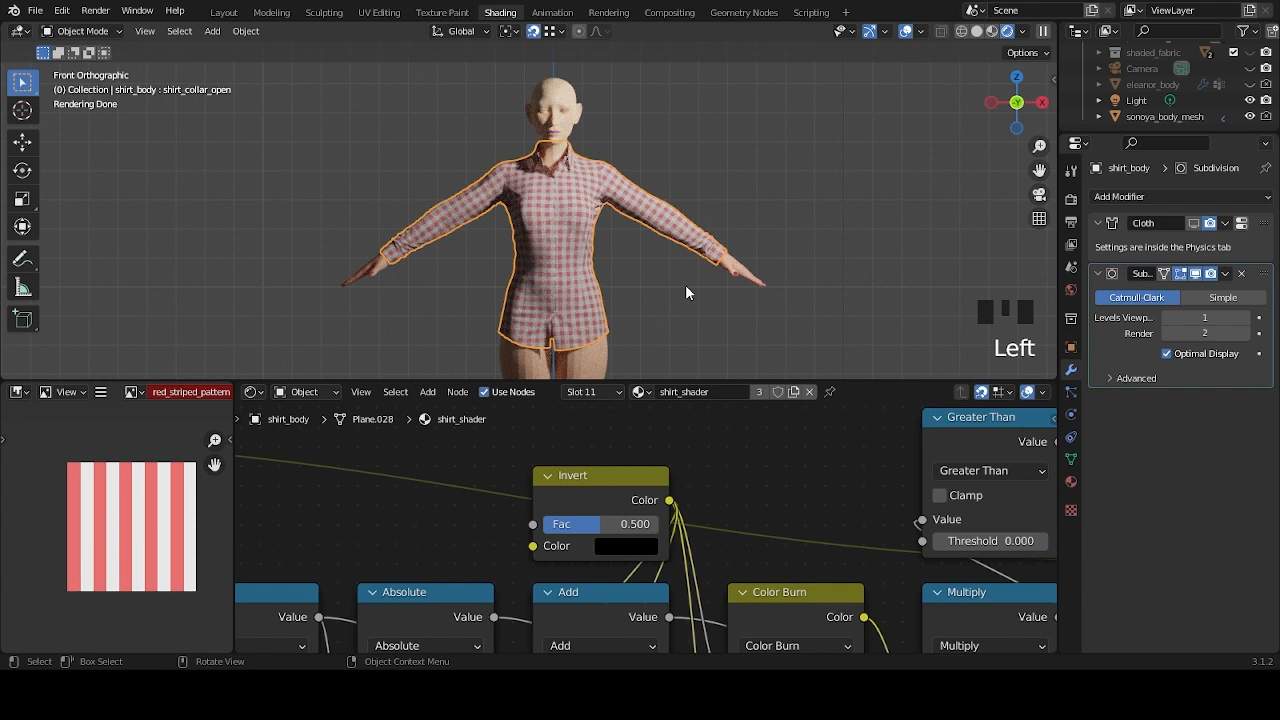 File Edit Render Window Help Layout Modeling Sculpting UV Editing Texture Paint Shading Animation Rendering Compositing Geometry Nodes Scripting + Scene ViewLayer
Object Mode View Select Add Object Global
Options
Front Orthographic
(0) Collection | shirt_body : shirt_collar_open
Rendering Done
Z
-Y
X
Left
shaded_fabric 2
Camera
eleanor_body
Light
sonoya_body_mesh
shirt_body > Subdivision
Add Modifier
Cloth
Settings are inside the Physics tab
Sub..
Catmull-Clark Simple
Levels Viewp... 1
Render 2
Optimal Display
Advanced
View red_striped_pattern
Object View Select Add Node Use Nodes Slot 11 shirt_shader 3
shirt_body > Plane.028 > shirt_shader
Invert
Color
Fac 0.500
Color
Greater Than
Value
Greater Than
Clamp
Value
Threshold 0.000
Value
Absolute
Value
Absolute
Add
Value
Add
Color Burn
Color
Color Burn
Multiply
Value
Multiply
Select Box Select Rotate View Object Context Menu 3.1.2